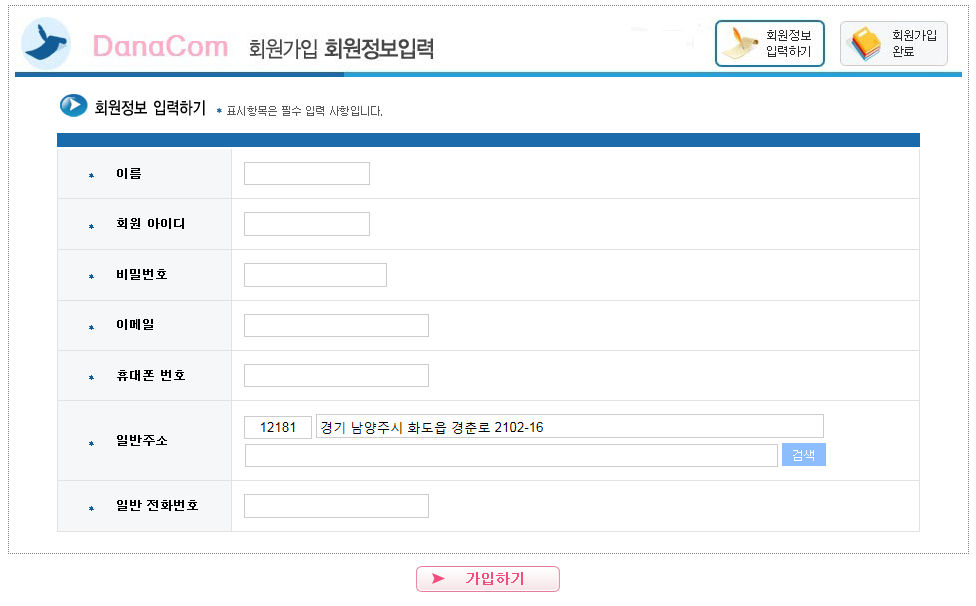 DanaCom 회원가입 회원정보입력
회원정보
입력하기
회원가입
완료
회원정보 입력하기 * 표시항목은 필수 입력 사항입니다.
* 이름
* 회원 아이디
* 비밀번호
* 이메일
* 휴대폰 번호
* 일반주소
12181 경기 남양주시 화도읍 경춘로 2102-16
검색
* 일반 전화번호
가입하기